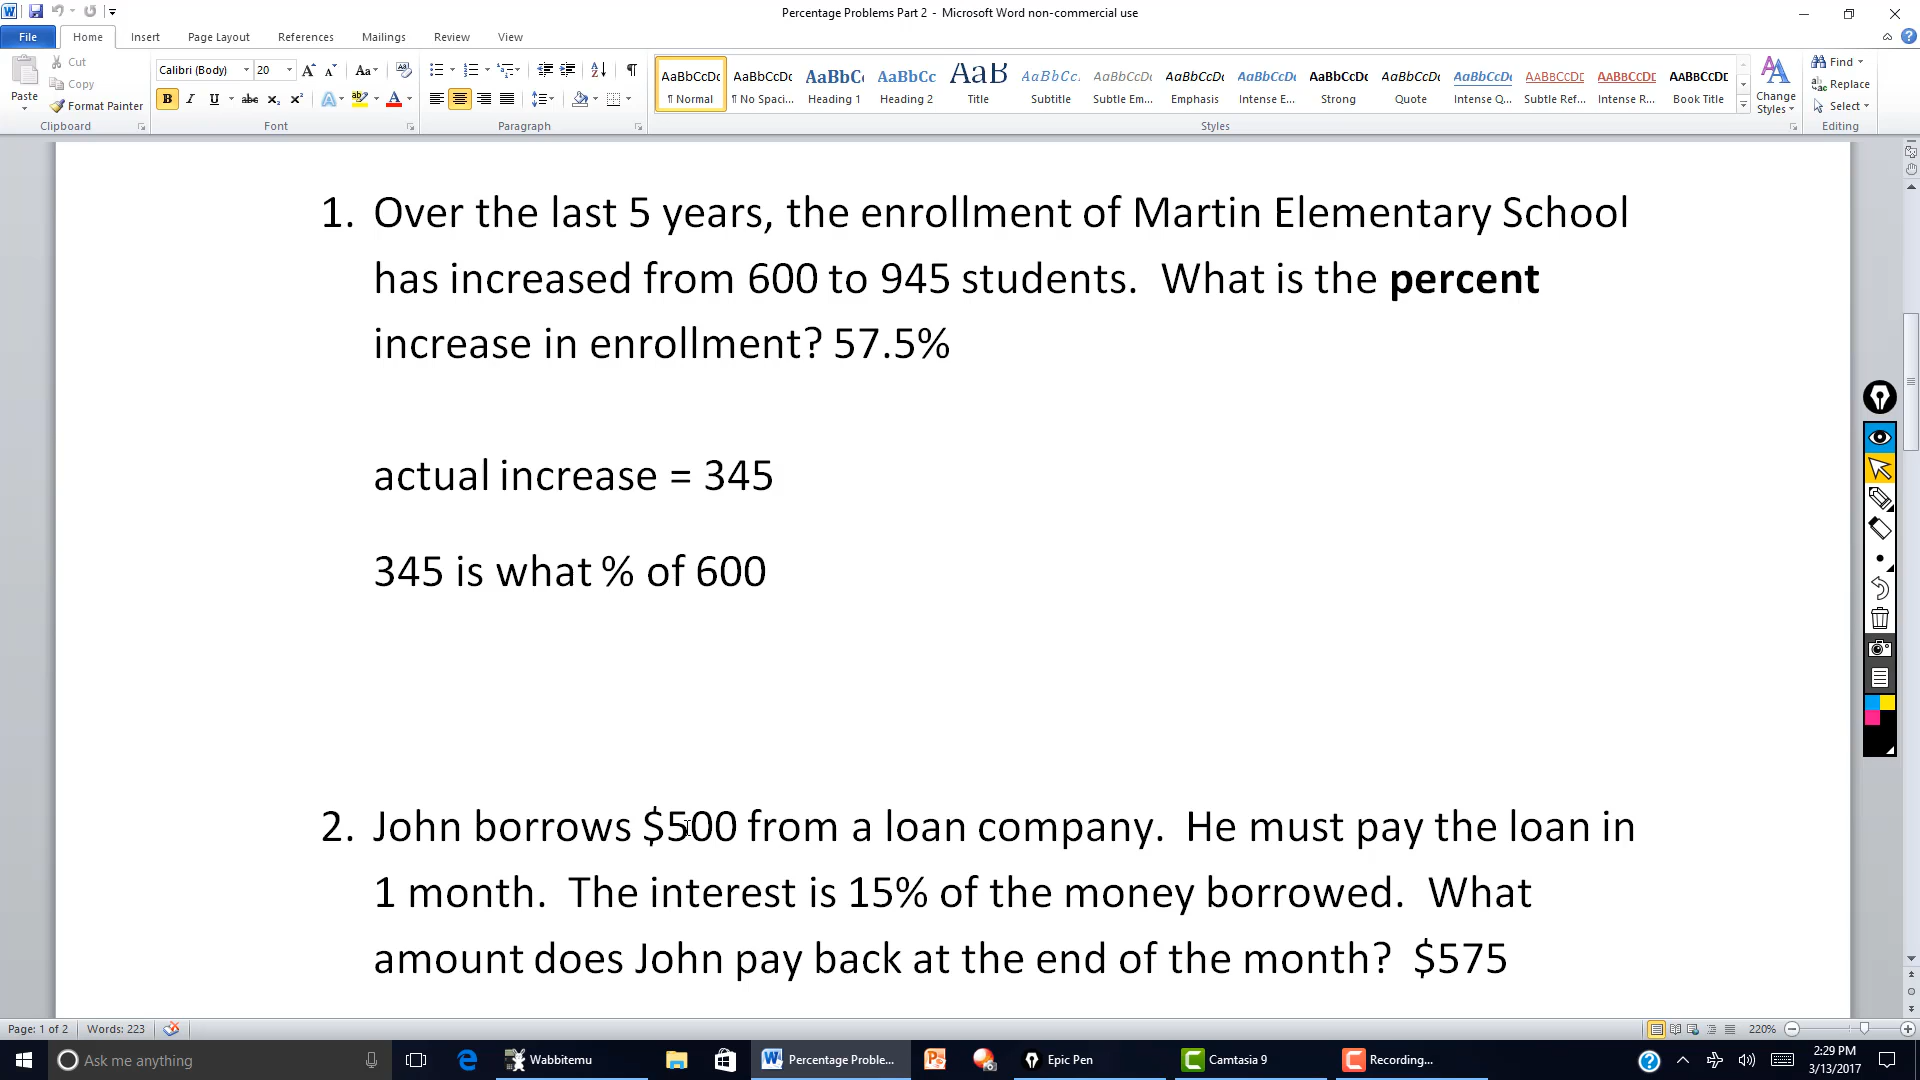 Percentage Problems Part 2 - Microsoft Word non-commercial use
File Home Insert Page Layout References Mailings Review View
Paste Cut Copy Format Painter
Calibri (Body) 20
AaBbCcDc AaBbCcDc AaBbC AaBbCc AaB AaBbCc. AaBbCcDc AaBbCcDc AaBbCcDc AaBbCcDc AaBbCcDc AaBbCcDc AABBCCDE AABBCCDE AABBCCDE
¶ Normal ¶ No Spaci... Heading 1 Heading 2 Title Subtitle Subtle Em... Emphasis Intense E... Strong Quote Intense Q... Subtle Ref... Intense R... Book Title
Change Styles
Find
Replace
Select
Clipboard Font Paragraph Styles Editing
1. Over the last 5 years, the enrollment of Martin Elementary School
has increased from 600 to 945 students. What is the percent
increase in enrollment? 57.5%
actual increase = 345
345 is what % of 600
2. John borrows $500 from a loan company. He must pay the loan in
1 month. The interest is 15% of the money borrowed. What
amount does John pay back at the end of the month? $575
Page: 1 of 2 Words: 223 220%
Ask me anything Wabbitemu Percentage Proble... Epic Pen Camtasia 9 Recording... 2:29 PM
3/13/2017